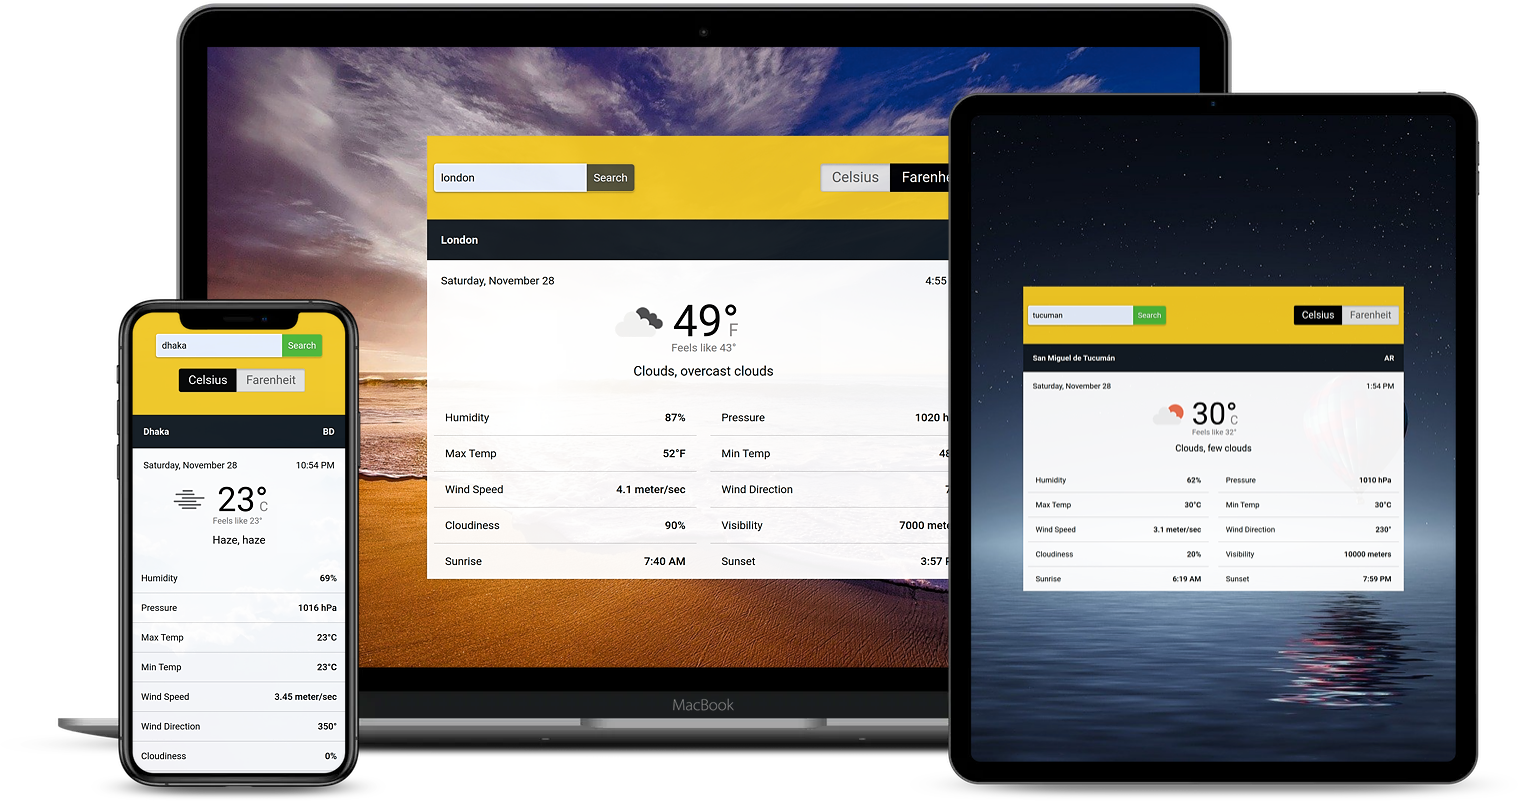 london
Search
Celsius
Farenhe
London
Saturday, November 28
4:55
49°
F
Feels like 43°
Clouds, overcast clouds
Humidity 87% Pressure 1020 h
Max Temp 52°F Min Temp 48
Wind Speed 4.1 meter/sec Wind Direction 7
Cloudiness 90% Visibility 7000 mete
Sunrise 7:40 AM Sunset 3:57 P
MacBook
dhaka
Search
Celsius
Farenheit
Dhaka BD
Saturday, November 28 10:54 PM
23°
C
Feels like 23°
Haze, haze
Humidity 69%
Pressure 1016 hPa
Max Temp 23°C
Min Temp 23°C
Wind Speed 3.45 meter/sec
Wind Direction 350°
Cloudiness 0%
tucuman
Search
Celsius
Farenheit
San Miguel de Tucumán AR
Saturday, November 28 1:54 PM
30°
C
Feels like 32°
Clouds, few clouds
Humidity 62% Pressure 1010 hPa
Max Temp 30°C Min Temp 30°C
Wind Speed 3.1 meter/sec Wind Direction 230°
Cloudiness 20% Visibility 10000 meters
Sunrise 6:19 AM Sunset 7:59 PM